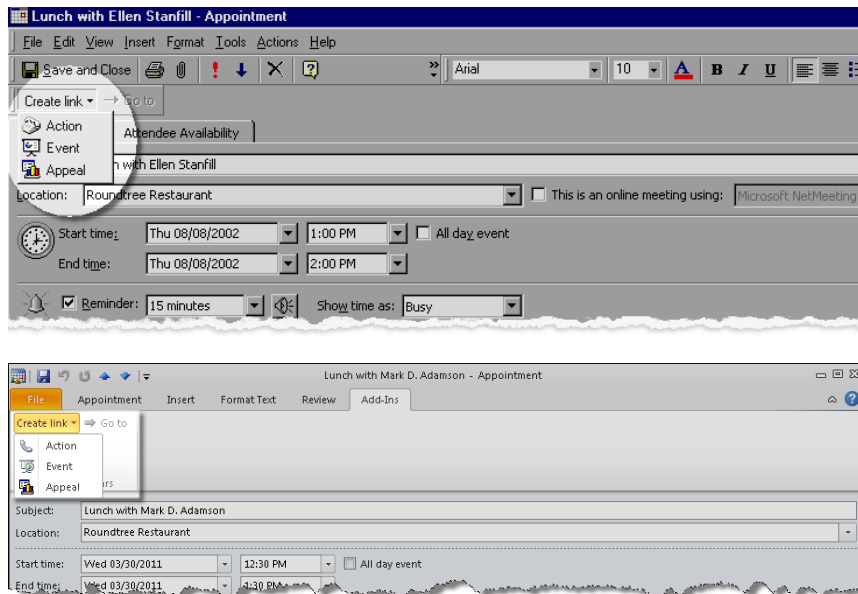 Lunch with Ellen Stanfill - Appointment
File Edit View Insert Format Tools Actions Help
Save and Close Arial 10 A B I U
Create link Go to
Action
Attendee Availability
Event
Appeal
with Ellen Stanfill
Location: Roundtree Restaurant This is an online meeting using: Microsoft NetMeeting
Start time: Thu 08/08/2002 1:00 PM All day event
End time: Thu 08/08/2002 2:00 PM
Reminder: 15 minutes Show time as: Busy
Lunch with Mark D. Adamson - Appointment
File Appointment Insert Format Text Review Add-Ins
Create link Go to
Action
Event
Appeal
Subject: Lunch with Mark D. Adamson
Location: Roundtree Restaurant
Start time: Wed 03/30/2011 12:30 PM All day event
End time: Wed 03/30/2011 1:30 PM